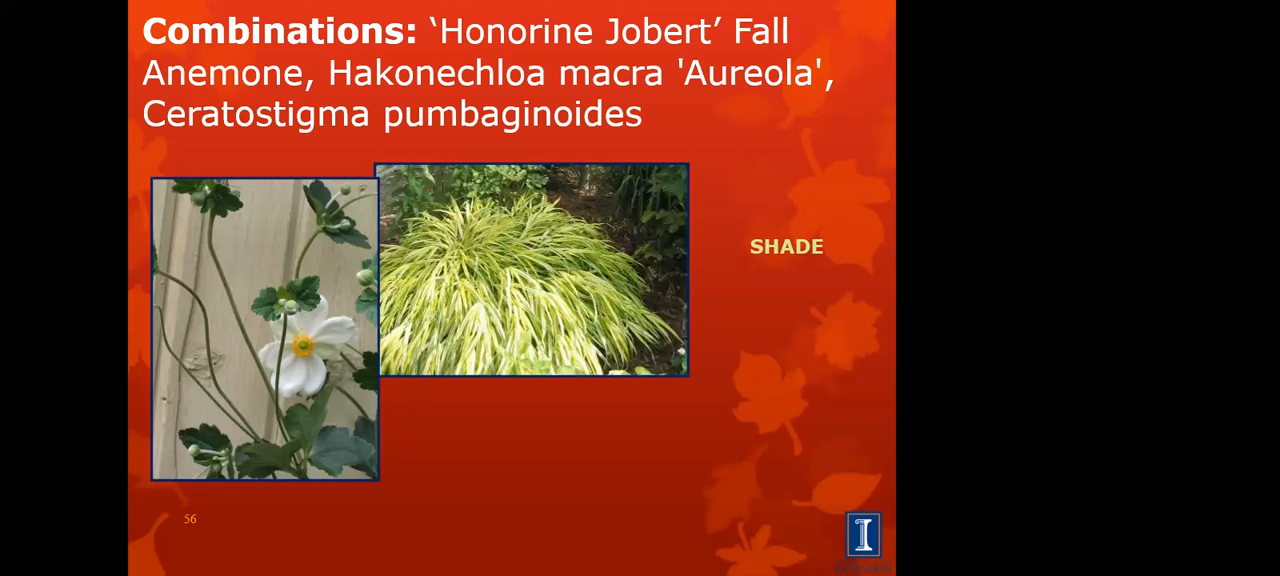 Combinations: ‘Honorine Jobert’ Fall
Anemone, Hakonechloa macra 'Aureola',
Ceratostigma pumbaginoides
SHADE
56
I